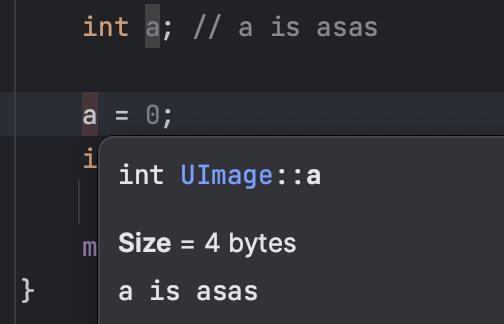 int a; // a is asas
a = 0;
i
int UImage::a
Size = 4 bytes
m
a is asas
}